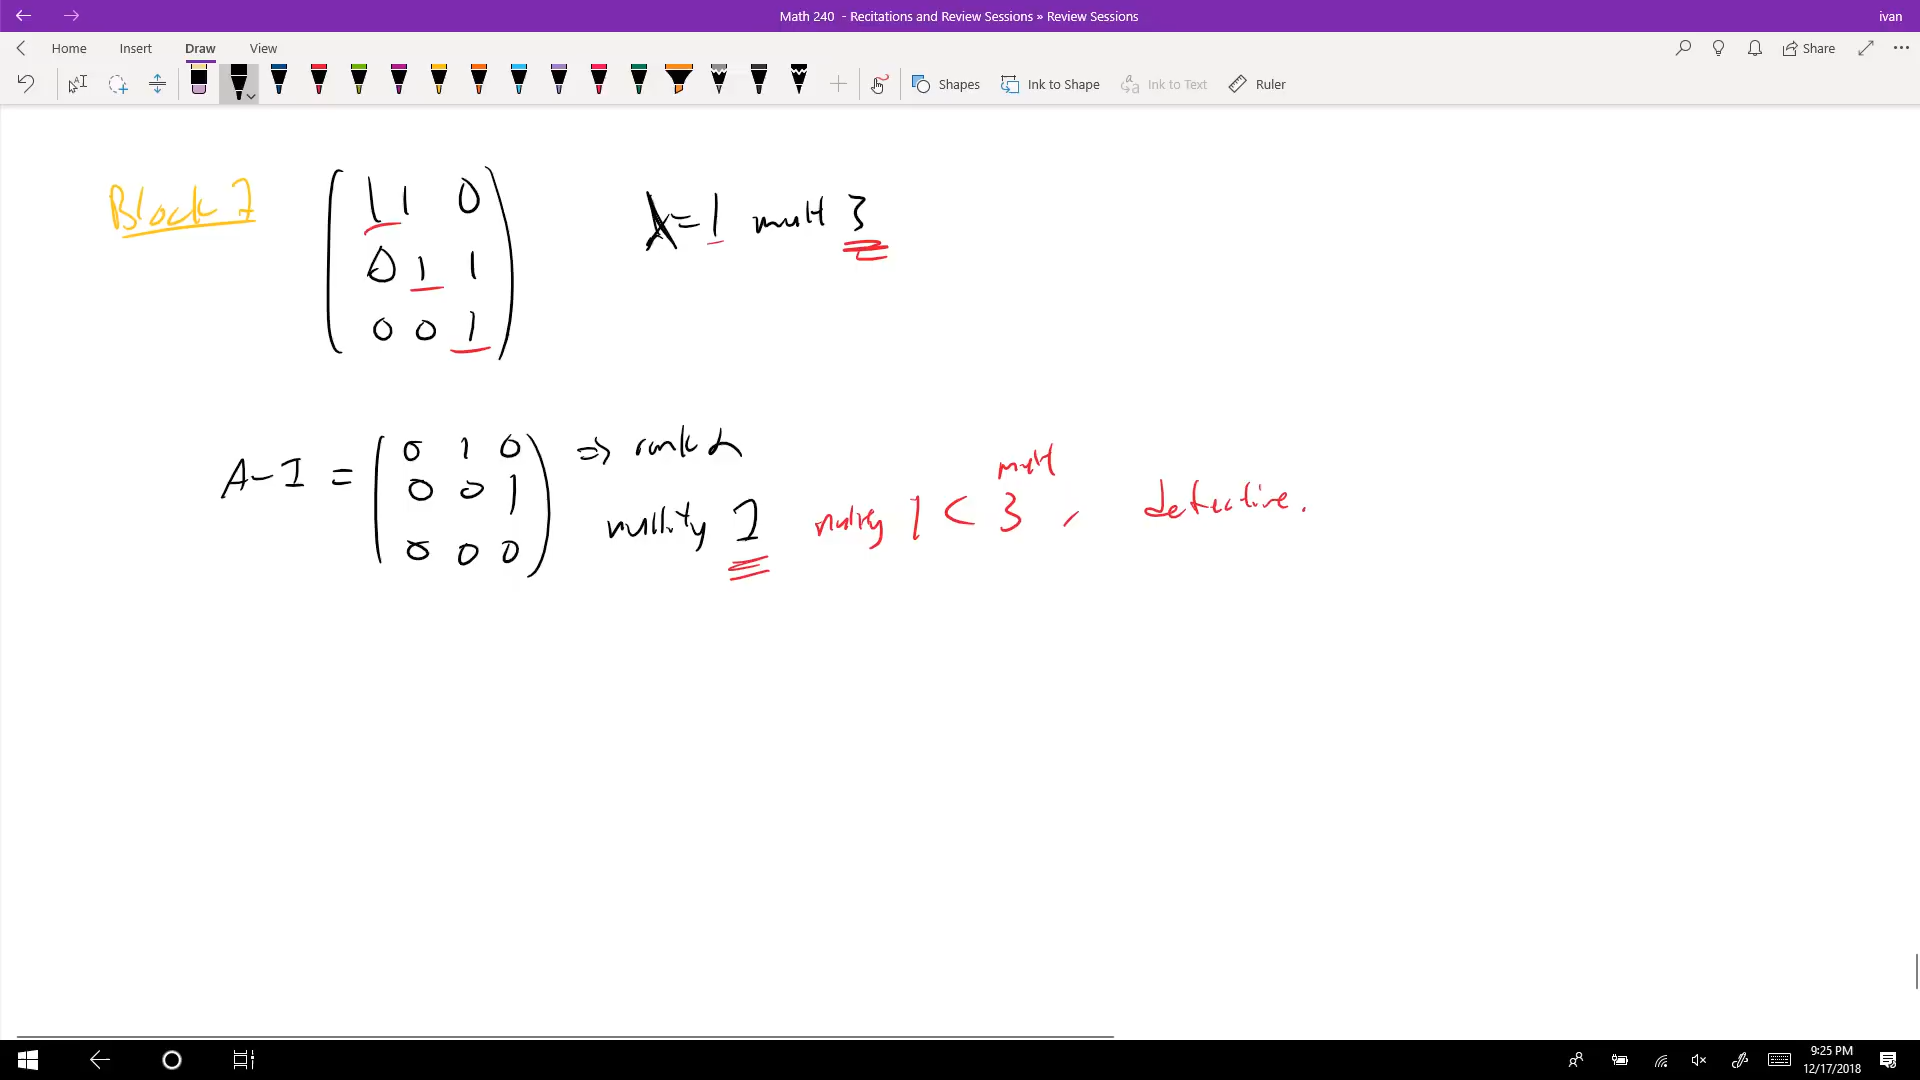 Math 240 - Recitations and Review Sessions » Review Sessions
ivan
Home Insert Draw View
Share
Shapes Ink to Shape Ink to Text Ruler
Block 1
1 1 0
0 1 1
0 0 1
λ=1 mult 3
A-I = 0 1 0
0 0 1
0 0 0
⇒ rank 2
nullity 1
nullity 1 < 3 mult, defective.
9:25 PM
12/17/2018